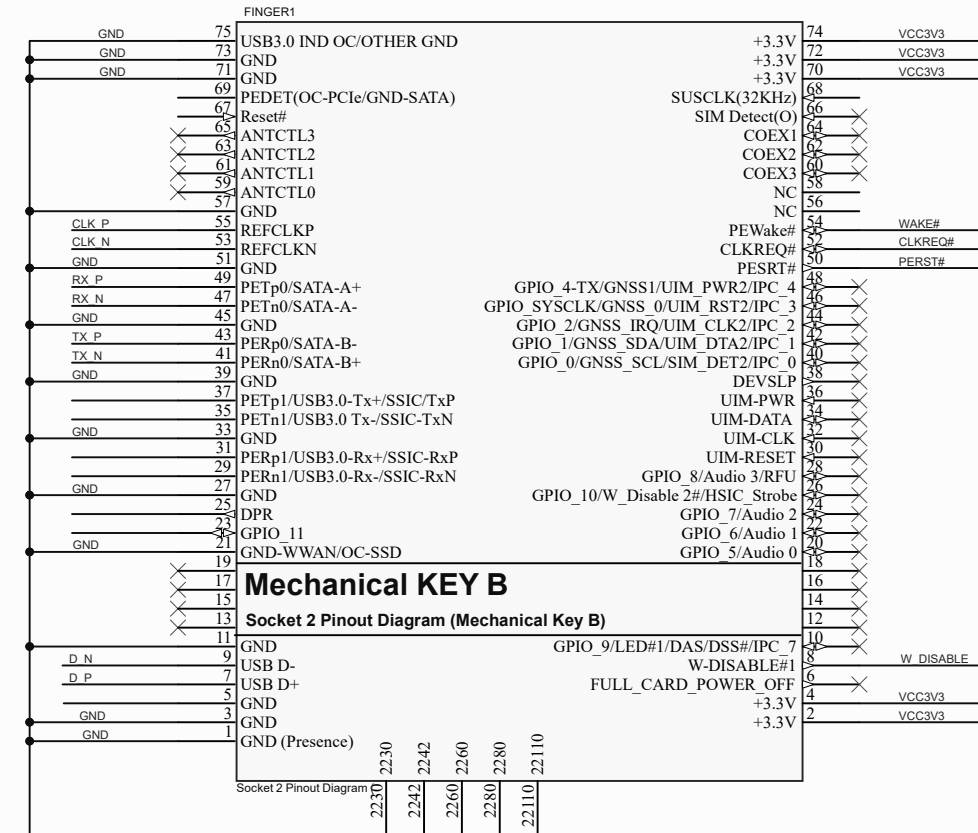 FINGER1
GND 75 USB3.0 IND OC/OTHER GND +3.3V 74 VCC3V3
GND 73 GND +3.3V 72 VCC3V3
GND 71 GND +3.3V 70 VCC3V3
69 PEDET(OC-PCIe/GND-SATA) SUSCLK(32KHz) 68
67 Reset# SIM Detect(O) 66
65 ANTCTL3 COEX1 64
63 ANTCTL2 COEX2 62
61 ANTCTL1 COEX3 60
59 ANTCTL0 NC 58
57 GND NC 56
CLK_P 55 REFCLKP PEWake# 54 WAKE#
CLK_N 53 REFCLKN CLKREQ# 52 CLKREQ#
GND 51 GND PESRT# 50 PERST#
RX_P 49 PETp0/SATA-A+ GPIO_4-TX/GNSS1/UIM_PWR2/IPC_4 48
RX_N 47 PETn0/SATA-A- GPIO_SYSCLK/GNSS_0/UIM_RST2/IPC_3 46
GND 45 GND GPIO_2/GNSS_IRQ/UIM_CLK2/IPC_2 44
TX_P 43 PERp0/SATA-B- GPIO_1/GNSS_SDA/UIM_DTA2/IPC_1 42
TX_N 41 PERn0/SATA-B+ GPIO_0/GNSS_SCL/SIM_DET2/IPC_0 40
GND 39 GND DEVSLP 38
37 PETp1/USB3.0-Tx+/SSIC/TxP UIM-PWR 36
35 PETn1/USB3.0 Tx-/SSIC-TxN UIM-DATA 34
GND 33 GND UIM-CLK 32
31 PERp1/USB3.0-Rx+/SSIC-RxP UIM-RESET 30
29 PERn1/USB3.0-Rx-/SSIC-RxN GPIO_8/Audio 3/RFU 28
GND 27 GND GPIO_10/W_Disable 2#/HSIC_Strobe 26
25 DPR GPIO_7/Audio 2 24
23 GPIO_11 GPIO_6/Audio 1 22
GND 21 GND-WWAN/OC-SSD GPIO_5/Audio 0 20
19 18
17 Mechanical KEY B 16
15 14
13 Socket 2 Pinout Diagram (Mechanical Key B) 12
11 GND GPIO_9/LED#1/DAS/DSS#/IPC_7 10
D_N 9 USB D- W-DISABLE#1 8 W_DISABLE
D_P 7 USB D+ FULL_CARD_POWER_OFF 6
5 GND +3.3V 4 VCC3V3
GND 3 GND +3.3V 2 VCC3V3
GND 1 GND (Presence)
2230 2242 2260 2280 22110
Socket 2 Pinout Diagram
2230 2242 2260 2280 22110